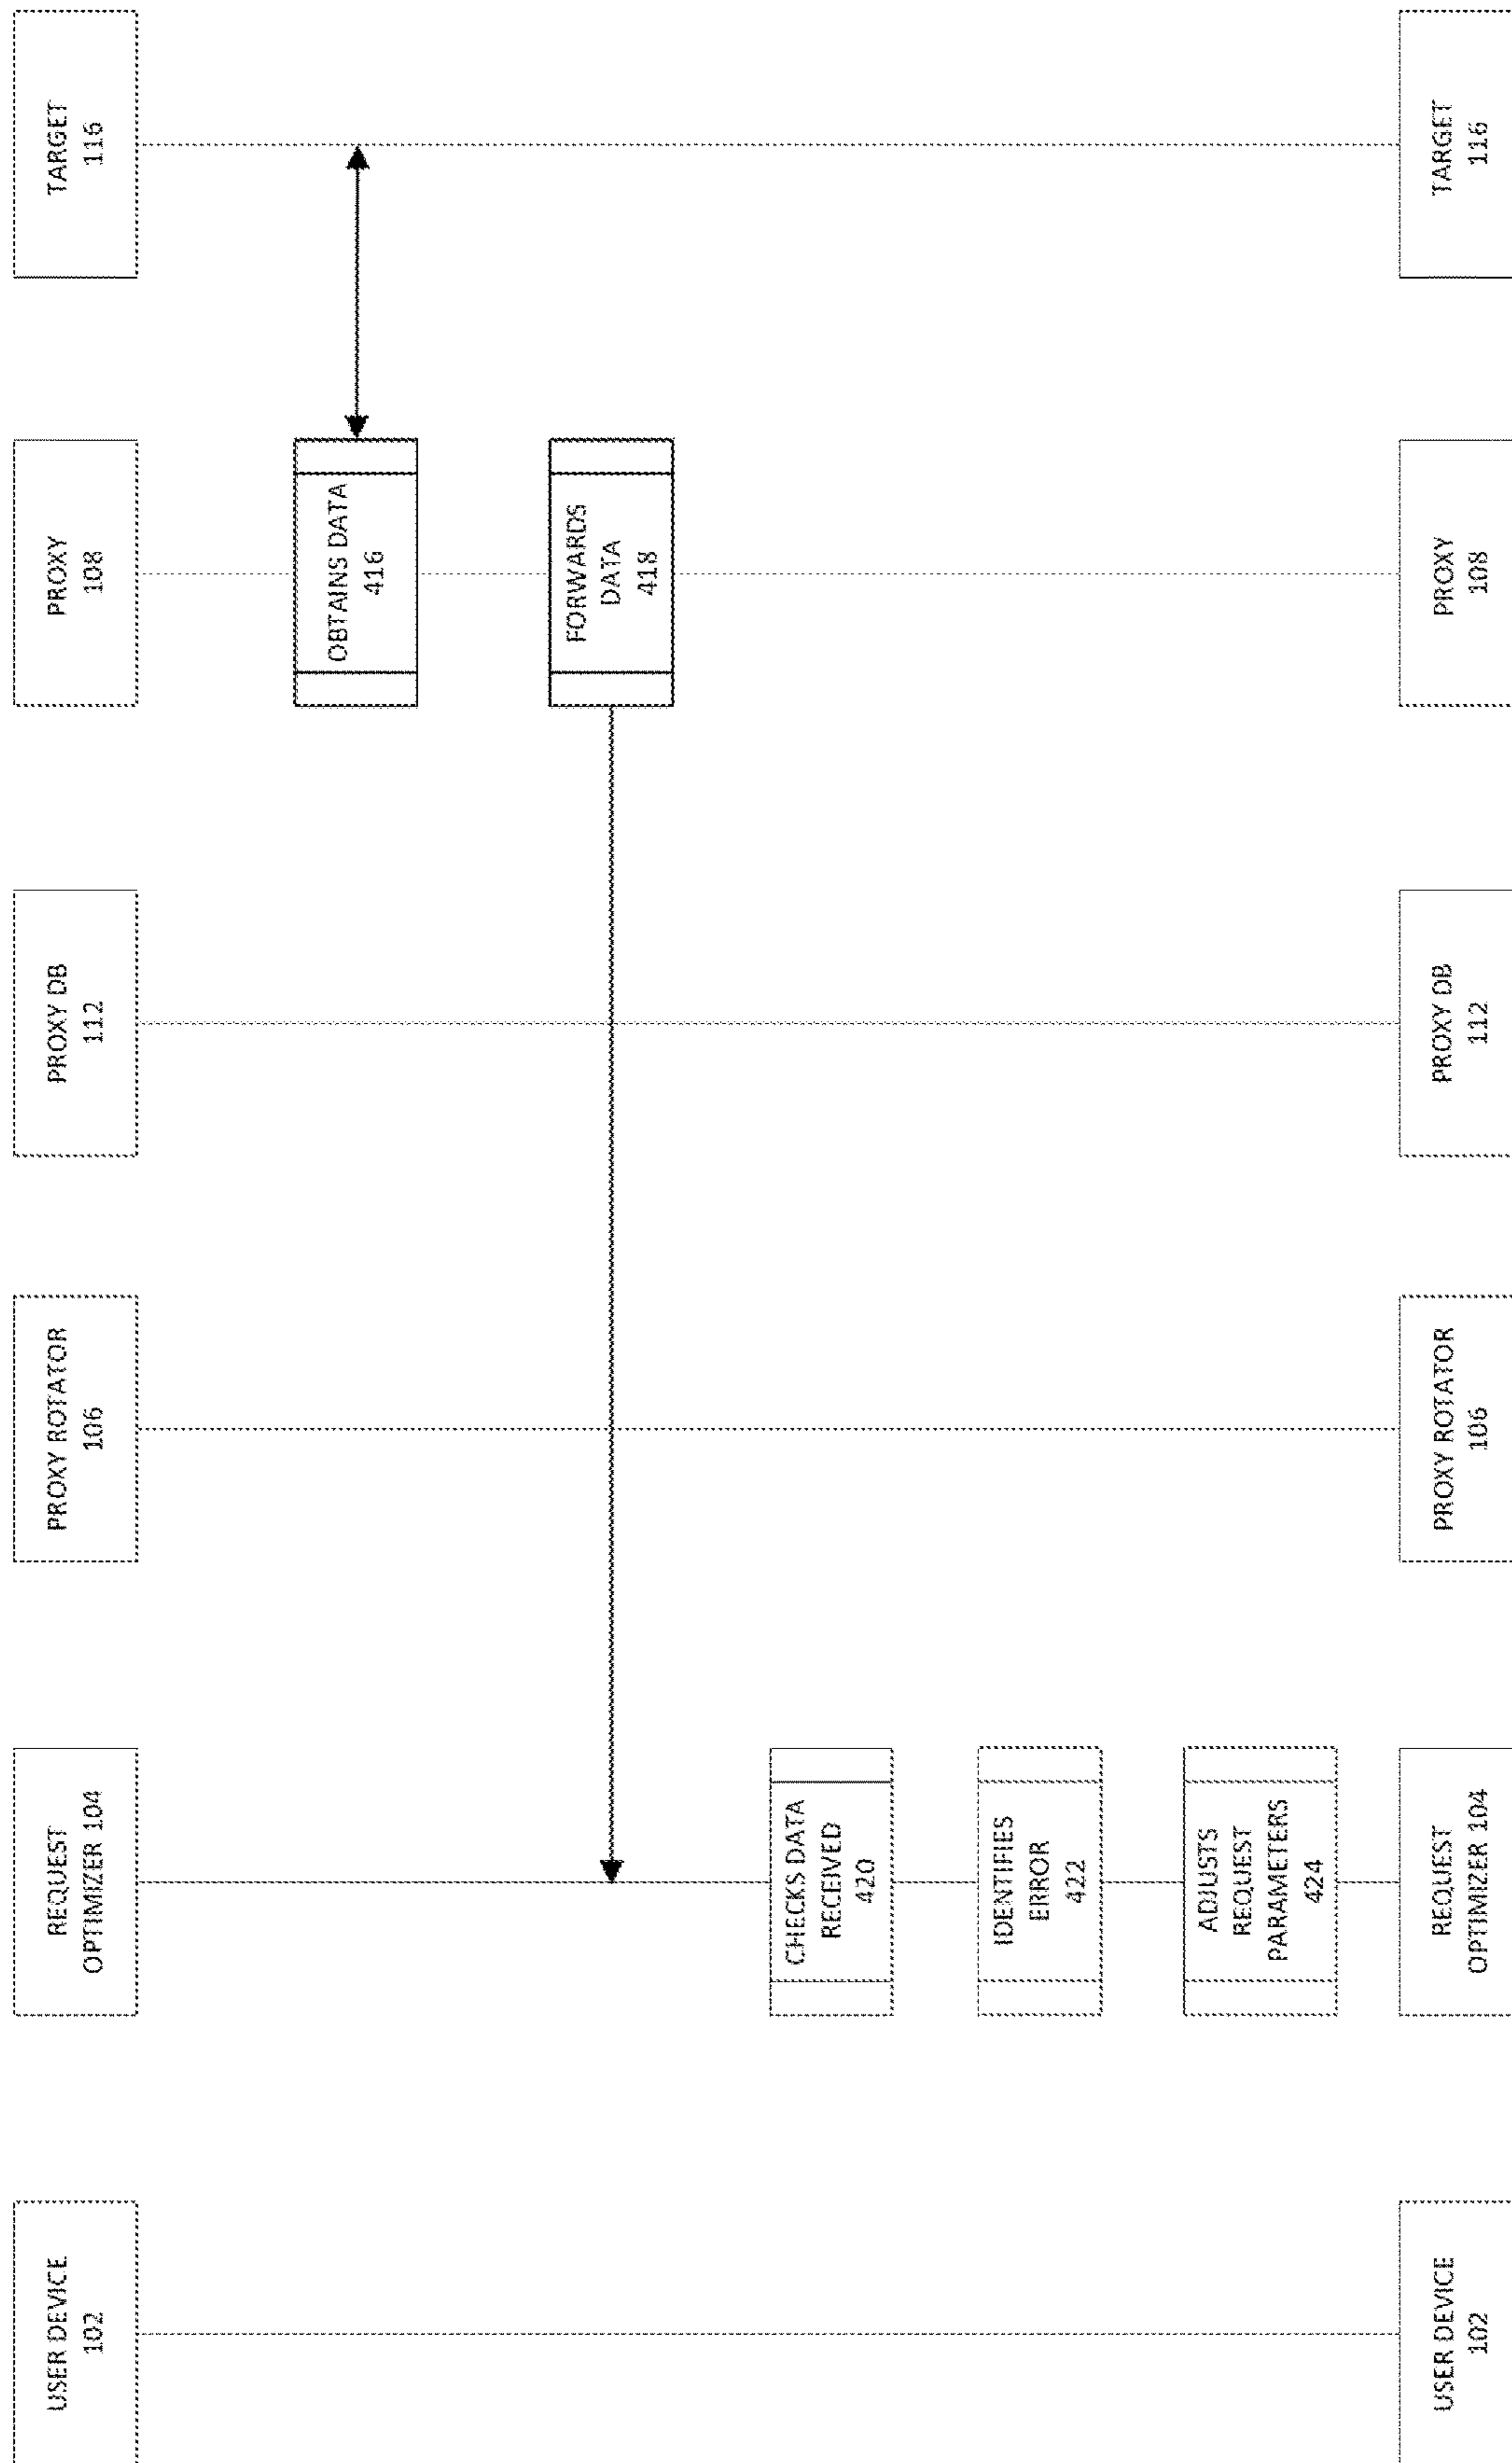 USER DEVICE
102
REQUEST
OPTIMIZER 104
PROXY ROTATOR
106
PROXY DB
112
PROXY
108
TARGET
116
OBTAINS DATA
416
FORWARDS
DATA
418
CHECKS DATA
RECEIVED
420
IDENTIFIES
ERROR
422
ADJUSTS
REQUEST
PARAMETERS
424
USER DEVICE
102
REQUEST
OPTIMIZER 104
PROXY ROTATOR
106
PROXY DB
112
PROXY
108
TARGET
116